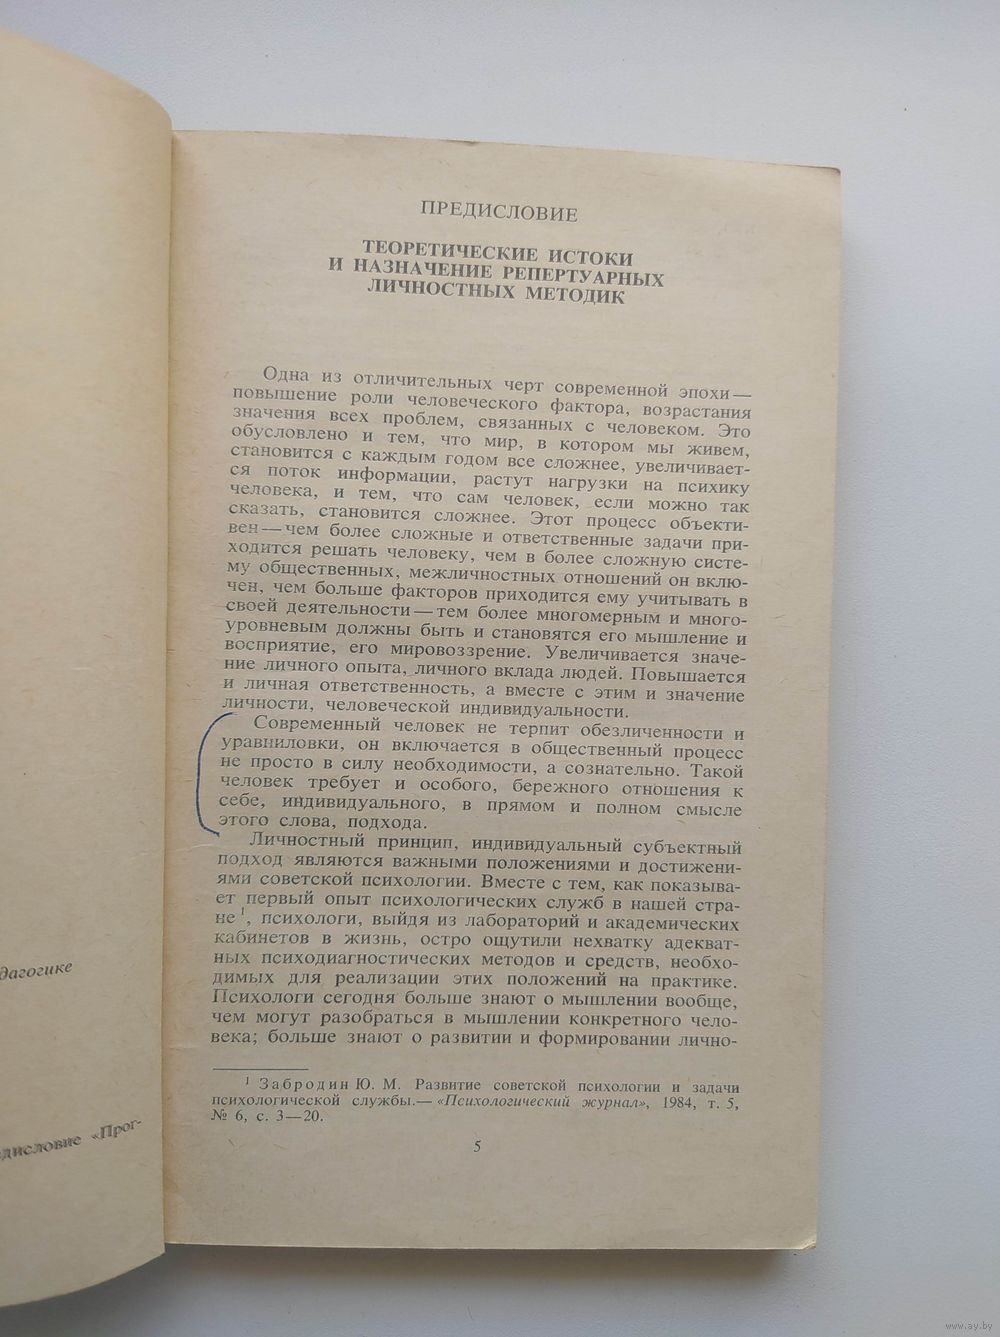 дагогике
дисловие «Прог-
ПРЕДИСЛОВИЕ
ТЕОРЕТИЧЕСКИЕ ИСТОКИ
И НАЗНАЧЕНИЕ РЕПЕРТУАРНЫХ
ЛИЧНОСТНЫХ МЕТОДИК
Одна из отличительных черт современной эпохи—
повышение роли человеческого фактора, возрастания
значения всех проблем, связанных с человеком. Это
обусловлено и тем, что мир, в котором мы живем,
становится с каждым годом все сложнее, увеличивает-
ся поток информации, растут нагрузки на психику
человека, и тем, что сам человек, если можно так
сказать, становится сложнее. Этот процесс объекти-
вен—чем более сложные и ответственные задачи при-
ходится решать человеку, чем в более сложную систе-
му общественных, межличностных отношений он вклю-
чен, чем больше факторов приходится ему учитывать в
своей деятельности—тем более многомерным и много-
уровневым должны быть и становятся его мышление и
восприятие, его мировоззрение. Увеличивается значе-
ние личного опыта, личного вклада людей. Повышается
и личная ответственность, а вместе с этим и значение
личности, человеческой индивидуальности.
Современный человек не терпит обезличенности и
уравниловки, он включается в общественный процесс
не просто в силу необходимости, а сознательно. Такой
человек требует и особого, бережного отношения к
себе, индивидуального, в прямом и полном смысле
этого слова, подхода.
Личностный принцип, индивидуальный субъектный
подход являются важными положениями и достижени-
ями советской психологии. Вместе с тем, как показыва-
ет первый опыт психологических служб в нашей стра-
не¹, психологи, выйдя из лабораторий и академических
кабинетов в жизнь, остро ощутили нехватку адекват-
ных психодиагностических методов и средств, необхо-
димых для реализации этих положений на практике.
Психологи сегодня больше знают о мышлении вообще,
чем могут разобраться в мышлении конкретного чело-
века; больше знают о развитии и формировании лично-
¹ Забродин Ю. М. Развитие советской психологии и задачи
психологической службы.— «Психологический журнал», 1984, т. 5,
№ 6, с. 3—20.
5
www.ay.by